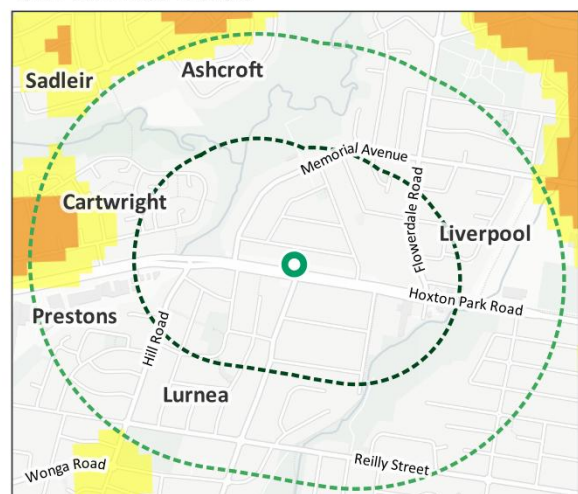 Ashcroft
Sadleir
Memorial Avenue
Cartwright
Flowerdale Road
Liverpool
Hoxton Park Road
Prestons
Hill Road
Lurnea
Reilly Street
Wonga Road